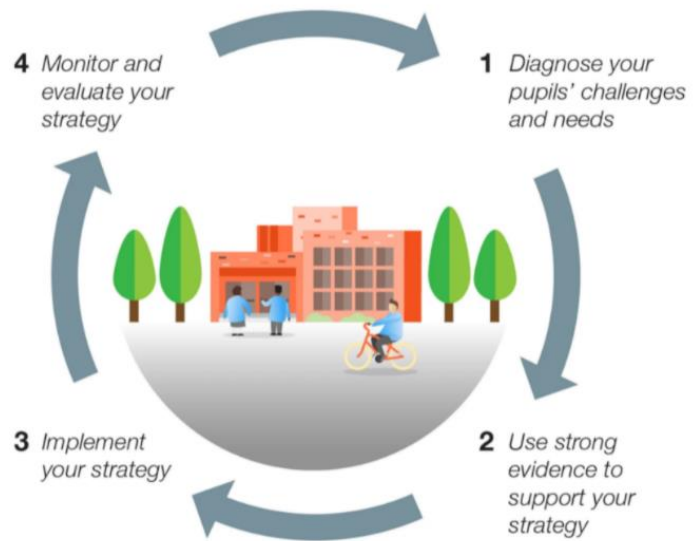 1 Diagnose your
pupils' challenges
and needs
2 Use strong
evidence to
support your
strategy
3 Implement
your strategy
4 Monitor and
evaluate your
strategy